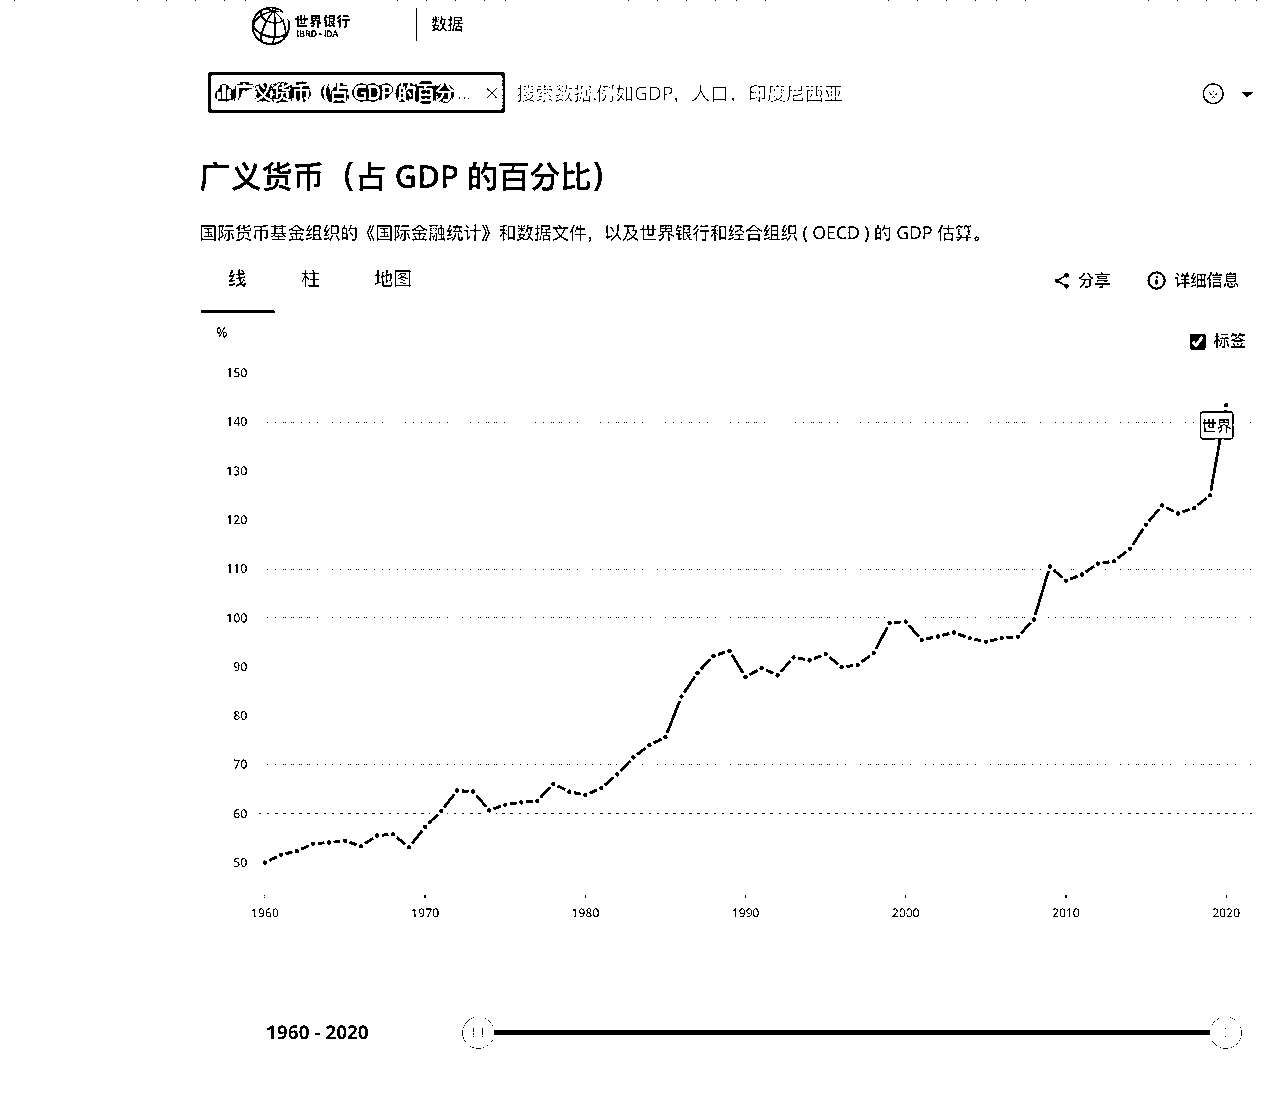 世界银行
IBRD • IDA
数据
广义货币（占 GDP 的百分... ×
搜索数据,例如GDP，人口，印度尼西亚
广义货币（占 GDP 的百分比）
国际货币基金组织的《国际金融统计》和数据文件，以及世界银行和经合组织 ( OECD ) 的 GDP 估算。
线 柱 地图
分享 详细信息
%
标签
150
140
世界
130
120
110
100
90
80
70
60
50
1960 1970 1980 1990 2000 2010 2020
1960 - 2020